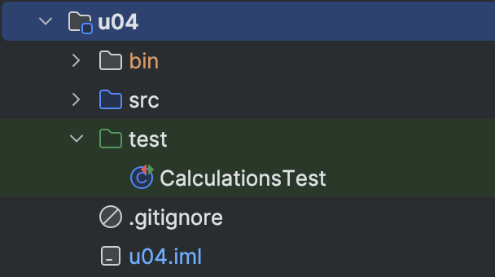 u04
bin
src
test
CalculationsTest
.gitignore
u04.iml